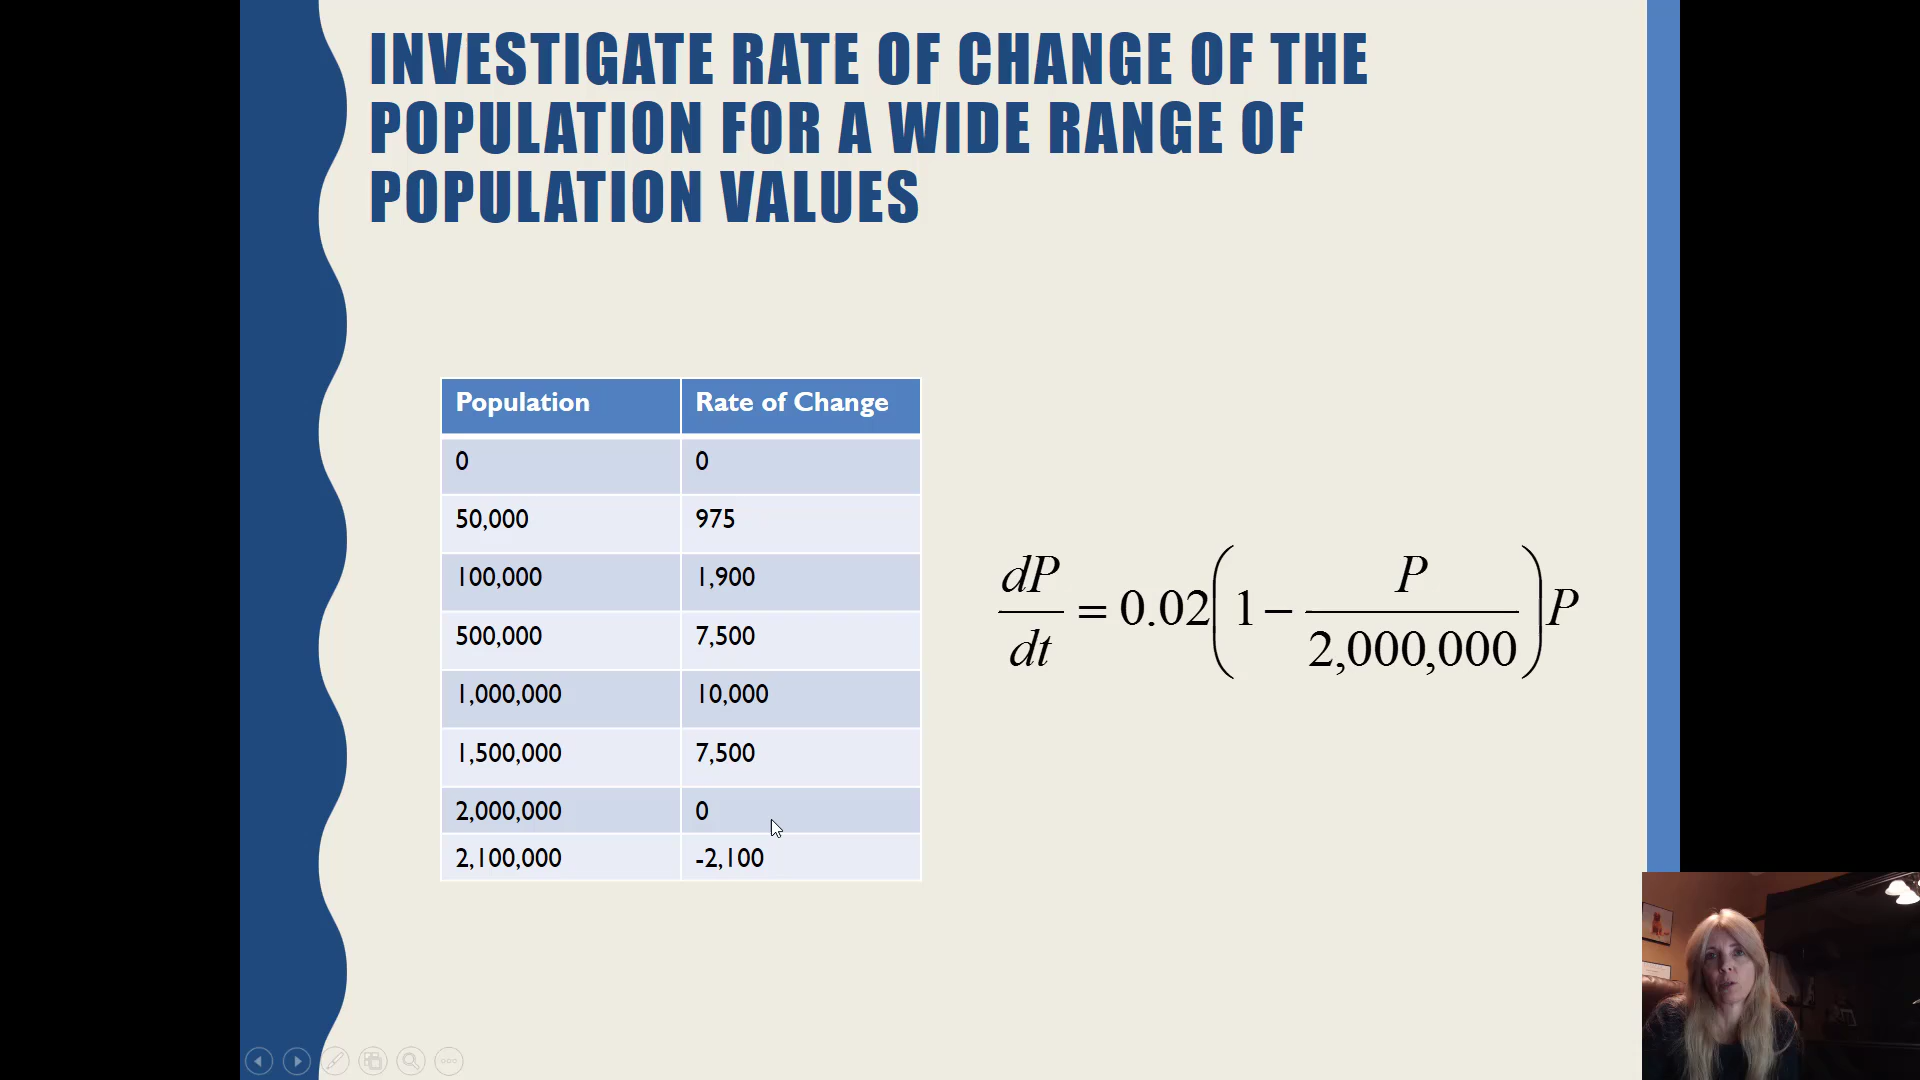 INVESTIGATE RATE OF CHANGE OF THE
POPULATION FOR A WIDE RANGE OF
POPULATION VALUES
Population Rate of Change
0 0
50,000 975
100,000 1,900
500,000 7,500
1,000,000 10,000
1,500,000 7,500
2,000,000 0
2,100,000 -2,100
dP/dt = 0.02(1 − P/2,000,000)P